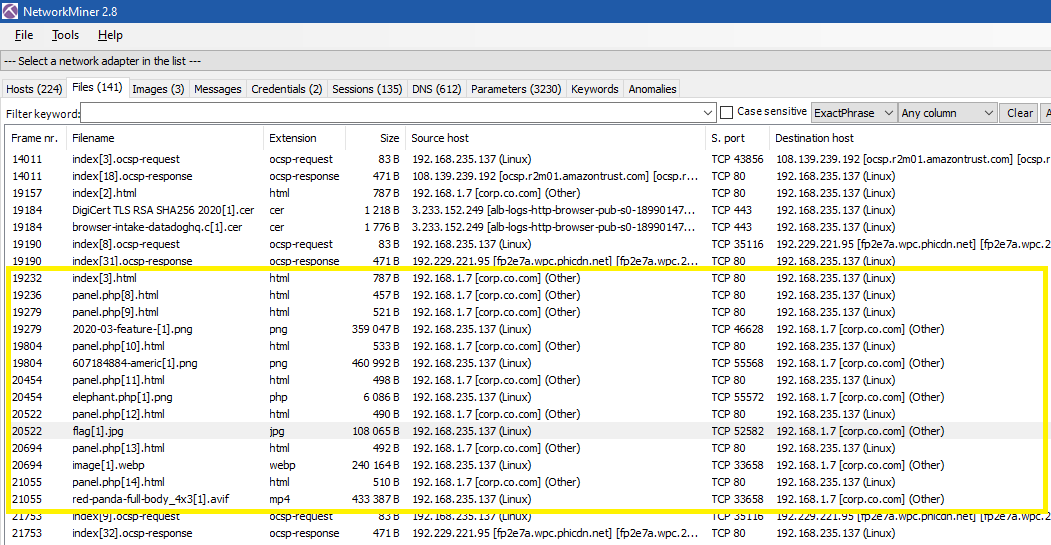 NetworkMiner 2.8
File Tools Help
--- Select a network adapter in the list ---
Hosts (224) Files (141) Images (3) Messages Credentials (2) Sessions (135) DNS (612) Parameters (3230) Keywords Anomalies
Filter keyword: Case sensitive ExactPhrase Any column Clear A
Frame nr. Filename Extension Size Source host S. port Destination host
14011 index[3].ocsp-request ocsp-request 83 B 192.168.235.137 (Linux) TCP 43856 108.139.239.192 [ocsp.r2m01.amazontrust.com] [ocsp.re
14011 index[18].ocsp-response ocsp-response 471 B 108.139.239.192 [ocsp.r2m01.amazontrust.com] [ocsp.r... TCP 80 192.168.235.137 (Linux)
19157 index[2].html html 787 B 192.168.1.7 [corp.co.com] (Other) TCP 80 192.168.235.137 (Linux)
19184 DigiCert TLS RSA SHA256 2020[1].cer cer 1 218 B 3.233.152.249 [alb-logs-http-browser-pub-s0-18990147... TCP 443 192.168.235.137 (Linux)
19184 browser-intake-datadoghq.c[1].cer cer 1 776 B 3.233.152.249 [alb-logs-http-browser-pub-s0-18990147... TCP 443 192.168.235.137 (Linux)
19190 index[8].ocsp-request ocsp-request 83 B 192.168.235.137 (Linux) TCP 35116 192.229.221.95 [fp2e7a.wpc.phicdn.net] [fp2e7a.wpc.2...
19190 index[31].ocsp-response ocsp-response 471 B 192.229.221.95 [fp2e7a.wpc.phicdn.net] [fp2e7a.wpc.2... TCP 80 192.168.235.137 (Linux)
19232 index[3].html html 787 B 192.168.1.7 [corp.co.com] (Other) TCP 80 192.168.235.137 (Linux)
19236 panel.php[8].html html 457 B 192.168.1.7 [corp.co.com] (Other) TCP 80 192.168.235.137 (Linux)
19279 panel.php[9].html html 521 B 192.168.1.7 [corp.co.com] (Other) TCP 80 192.168.235.137 (Linux)
19279 2020-03-feature-[1].png png 359 047 B 192.168.235.137 (Linux) TCP 46628 192.168.1.7 [corp.co.com] (Other)
19804 panel.php[10].html html 533 B 192.168.1.7 [corp.co.com] (Other) TCP 80 192.168.235.137 (Linux)
19804 607184884-americ[1].png png 460 992 B 192.168.235.137 (Linux) TCP 55568 192.168.1.7 [corp.co.com] (Other)
20454 panel.php[11].html html 498 B 192.168.1.7 [corp.co.com] (Other) TCP 80 192.168.235.137 (Linux)
20454 elephant.php[1].png php 6 086 B 192.168.235.137 (Linux) TCP 55572 192.168.1.7 [corp.co.com] (Other)
20522 panel.php[12].html html 490 B 192.168.1.7 [corp.co.com] (Other) TCP 80 192.168.235.137 (Linux)
20522 flag[1].jpg jpg 108 065 B 192.168.235.137 (Linux) TCP 52582 192.168.1.7 [corp.co.com] (Other)
20694 panel.php[13].html html 492 B 192.168.1.7 [corp.co.com] (Other) TCP 80 192.168.235.137 (Linux)
20694 image[1].webp webp 240 164 B 192.168.235.137 (Linux) TCP 33658 192.168.1.7 [corp.co.com] (Other)
21055 panel.php[14].html html 510 B 192.168.1.7 [corp.co.com] (Other) TCP 80 192.168.235.137 (Linux)
21055 red-panda-full-body_4x3[1].avif mp4 433 387 B 192.168.235.137 (Linux) TCP 33658 192.168.1.7 [corp.co.com] (Other)
21753 index[9].ocsp-request ocsp-request 83 B 192.168.235.137 (Linux) TCP 35116 192.229.221.95 [fp2e7a.wpc.phicdn.net] [fp2e7a.wpc.2...
21753 index[32].ocsp-response ocsp-response 471 B 192.229.221.95 [fp2e7a.wpc.phicdn.net] [fp2e7a.wpc.2... TCP 80 192.168.235.137 (Linux)